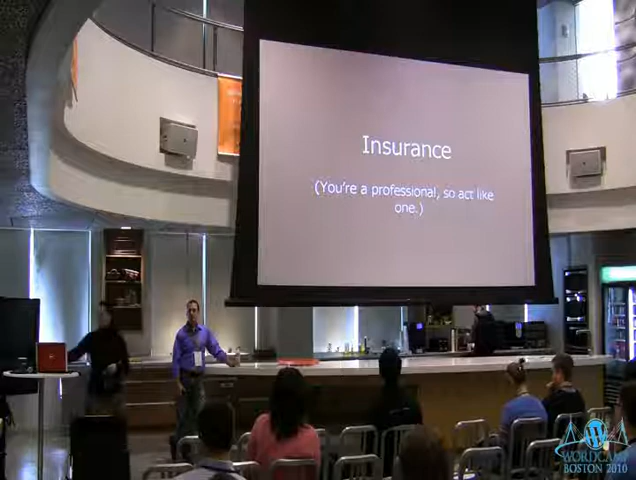 Insurance
(You're a professional, so act like
one.)
WORDCAMP
BOSTON 2010